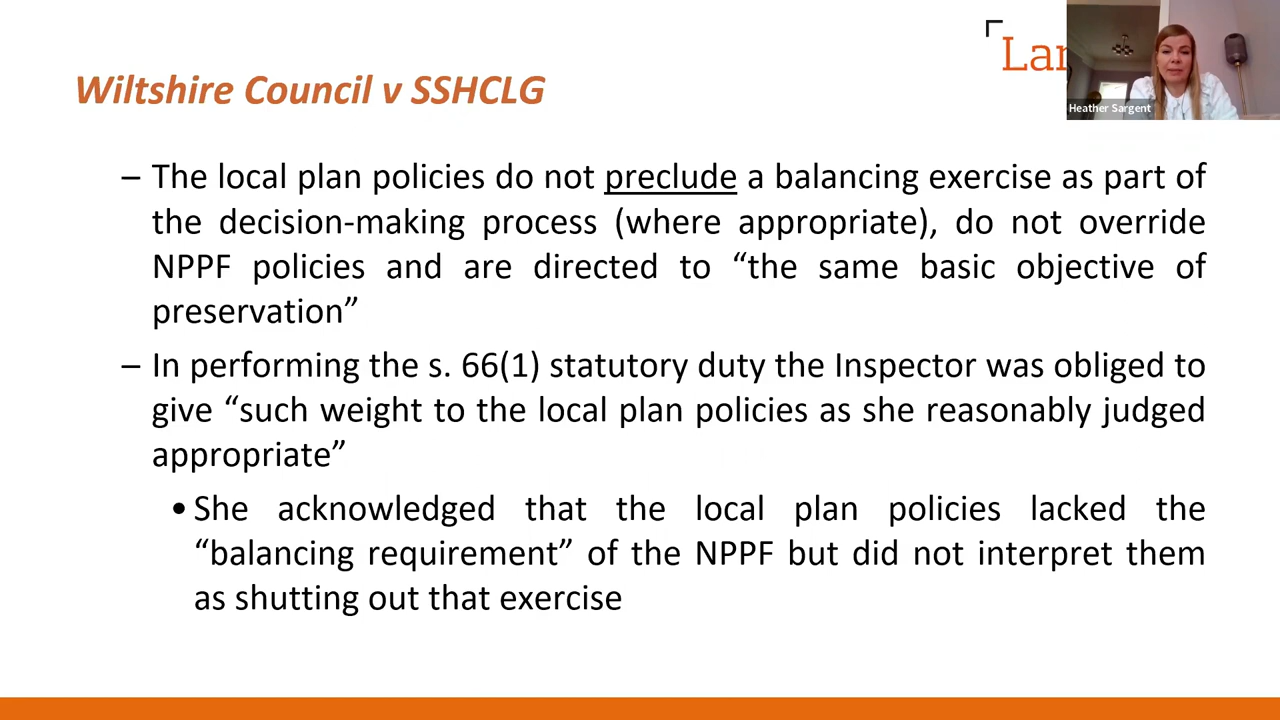 Wiltshire Council v SSHCLG
Lan
Heather Sargent
– The local plan policies do not preclude a balancing exercise as part of
the decision-making process (where appropriate), do not override
NPPF policies and are directed to “the same basic objective of
preservation”
– In performing the s. 66(1) statutory duty the Inspector was obliged to
give “such weight to the local plan policies as she reasonably judged
appropriate”
• She acknowledged that the local plan policies lacked the
“balancing requirement” of the NPPF but did not interpret them
as shutting out that exercise